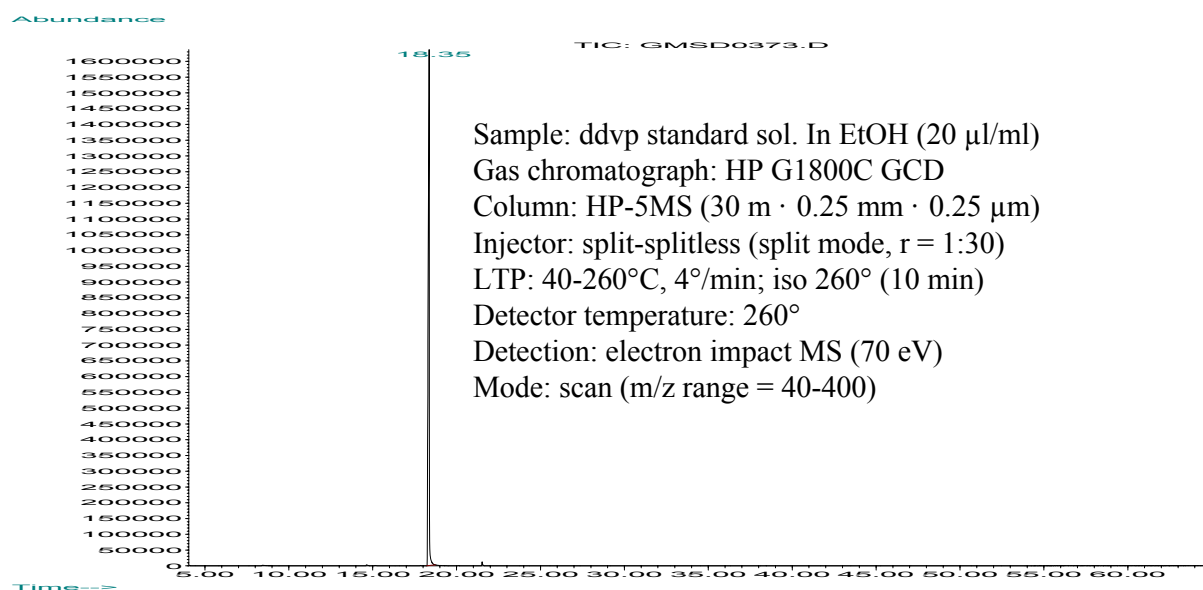 Abundance
TIC: GMSD0373.D
18.35
1600000
1550000
1500000
1450000
1400000
1350000
1300000
1250000
1200000
1150000
1100000
1050000
1000000
950000
900000
850000
800000
750000
700000
650000
600000
550000
500000
450000
400000
350000
300000
250000
200000
150000
100000
50000
0
Sample: ddvp standard sol. In EtOH (20 µl/ml)
Gas chromatograph: HP G1800C GCD
Column: HP-5MS (30 m · 0.25 mm · 0.25 µm)
Injector: split-splitless (split mode, r = 1:30)
LTP: 40-260°C, 4°/min; iso 260° (10 min)
Detector temperature: 260°
Detection: electron impact MS (70 eV)
Mode: scan (m/z range = 40-400)
5.00 10.00 15.00 20.00 25.00 30.00 35.00 40.00 45.00 50.00 55.00 60.00
Time-->